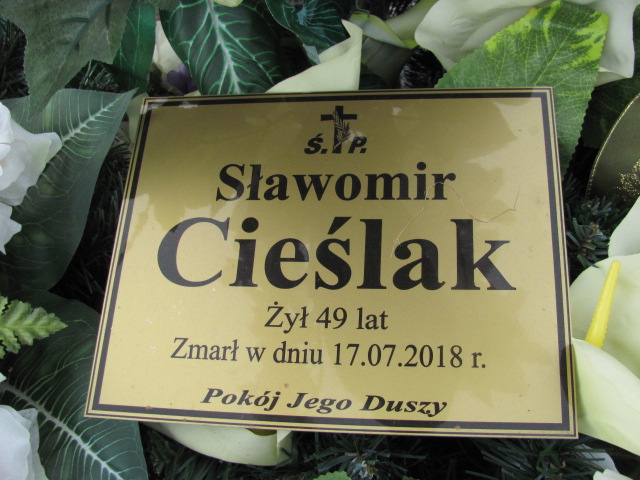 Ś. P.
Sławomir
Cieślak
Żył 49 lat
Zmarł w dniu 17.07.2018 r.
Pokój Jego Duszy